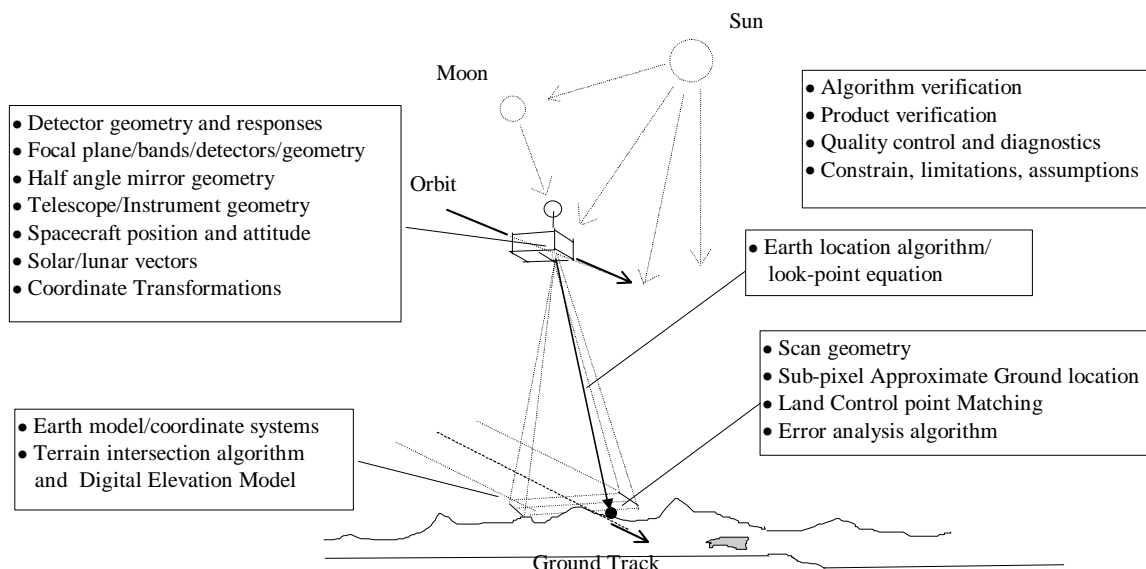 Sun
Moon
● Algorithm verification
● Product verification
● Quality control and diagnostics
● Constrain, limitations, assumptions
● Detector geometry and responses
● Focal plane/bands/detectors/geometry
● Half angle mirror geometry
● Telescope/Instrument geometry
● Spacecraft position and attitude
● Solar/lunar vectors
● Coordinate Transformations
Orbit
● Earth location algorithm/
look-point equation
● Scan geometry
● Sub-pixel Approximate Ground location
● Land Control point Matching
● Error analysis algorithm
● Earth model/coordinate systems
● Terrain intersection algorithm
and Digital Elevation Model
Ground Track